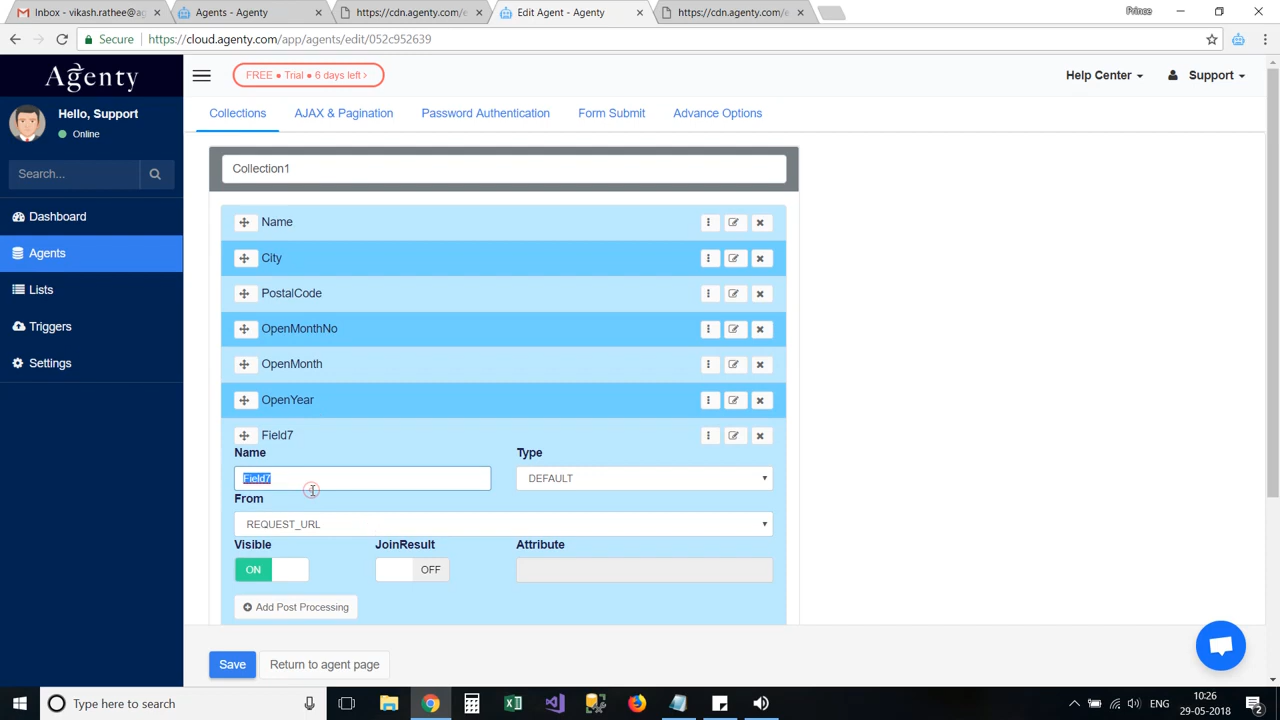 Inbox - vikash.rathee@ag
Agents - Agenty
https://cdn.agenty.com/e
Edit Agent - Agenty
https://cdn.agenty.com/e
Prince
Secure
https://cloud.agenty.com/app/agents/edit/052c952639
Agenty
FREE ● Trial ● 6 days left >
Help Center
Support
Hello, Support
Online
Collections
AJAX & Pagination
Password Authentication
Form Submit
Advance Options
Search...
Collection1
Dashboard
Agents
Lists
Triggers
Settings
Name
City
PostalCode
OpenMonthNo
OpenMonth
OpenYear
Field7
Name
Type
Field7
DEFAULT
From
REQUEST_URL
Visible
JoinResult
Attribute
ON
OFF
Add Post Processing
Save
Return to agent page
Type here to search
ENG
10:26
29-05-2018
2